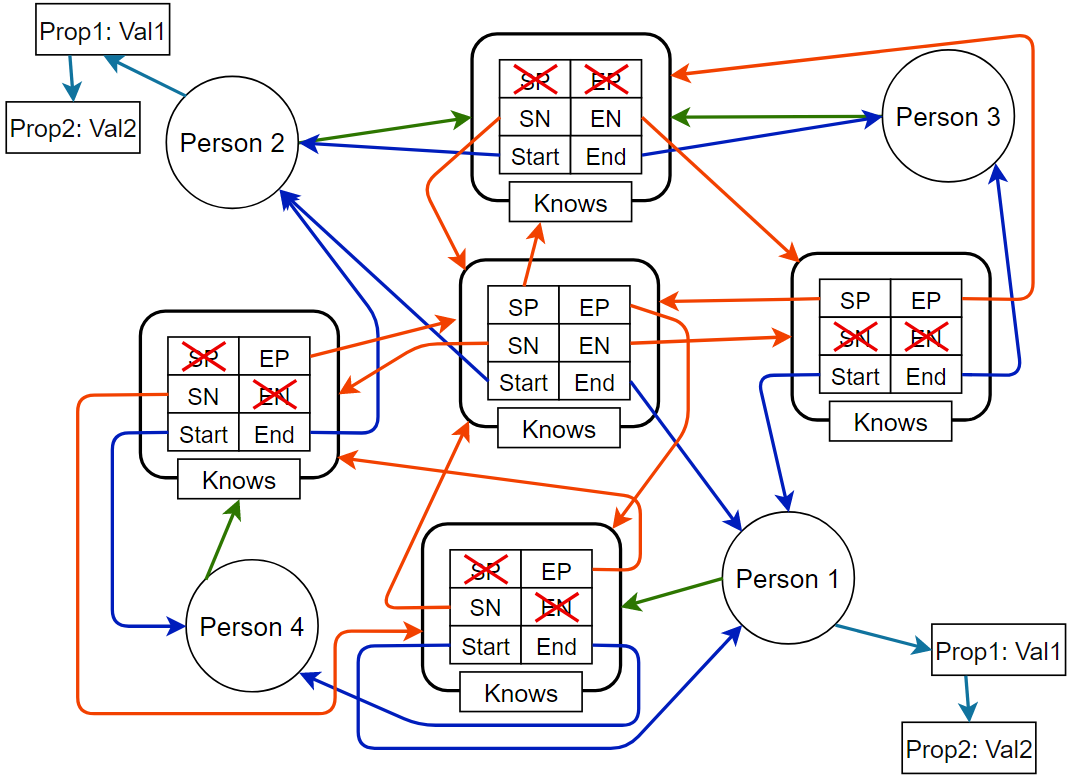 Prop1: Val1
Prop2: Val2
Person 2
SP EP
SN EN
Start End
Knows
Person 3
SP EP
SN EN
Start End
Knows
SP EP
SN EN
Start End
Knows
SP EP
SN EN
Start End
Knows
SP EP
SN EN
Start End
Knows
Person 4
Person 1
Prop1: Val1
Prop2: Val2